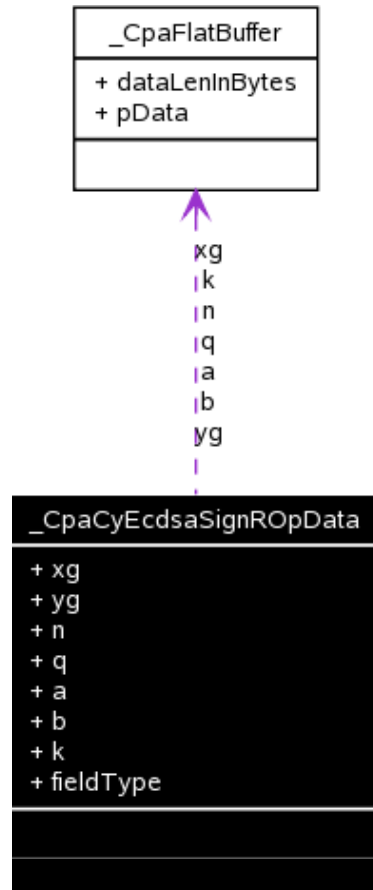 _CpaFlatBuffer
+ dataLenInBytes
+ pData
xg
k
n
q
a
b
yg
_CpaCyEcdsaSignROpData
+ xg
+ yg
+ n
+ q
+ a
+ b
+ k
+ fieldType